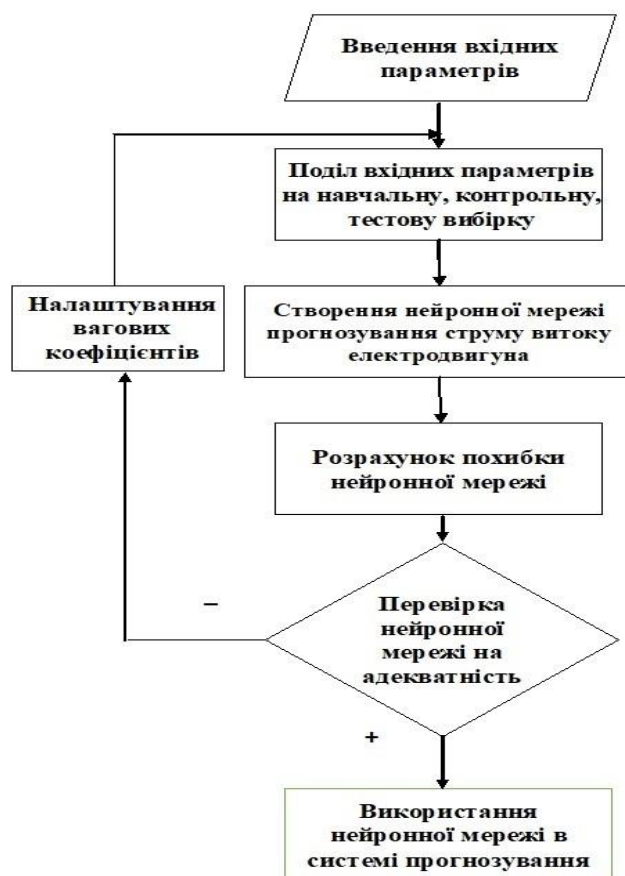 Введення вхідних
параметрів
Поділ вхідних параметрів
на навчальну, контрольну,
тестову вибірку
Налаштування
вагових
коефіцієнтів
Створення нейронної мережі
прогнозування струму витоку
електродвигуна
Розрахунок похибки
нейронної мережі
Перевірка
нейронної
мережі на
адекватність
–
+
Використання
нейронної мережі в
системі прогнозування